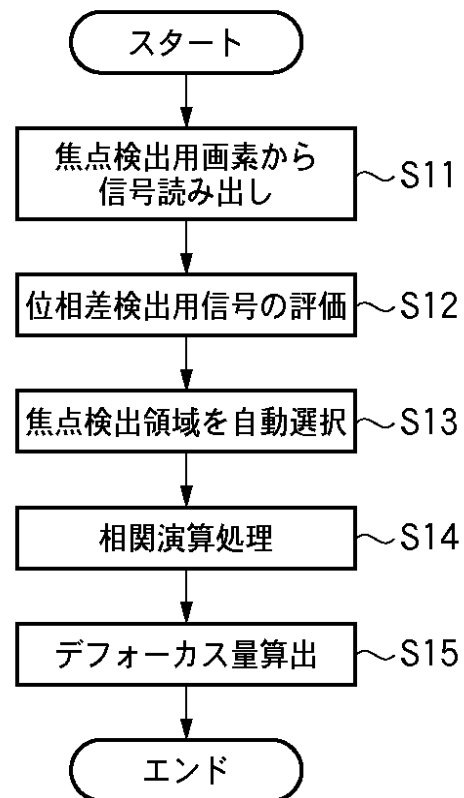 スタート
焦点検出用画素から
信号読み出し
S11
位相差検出用信号の評価
S12
焦点検出領域を自動選択
S13
相関演算処理
S14
デフォーカス量算出
S15
エンド